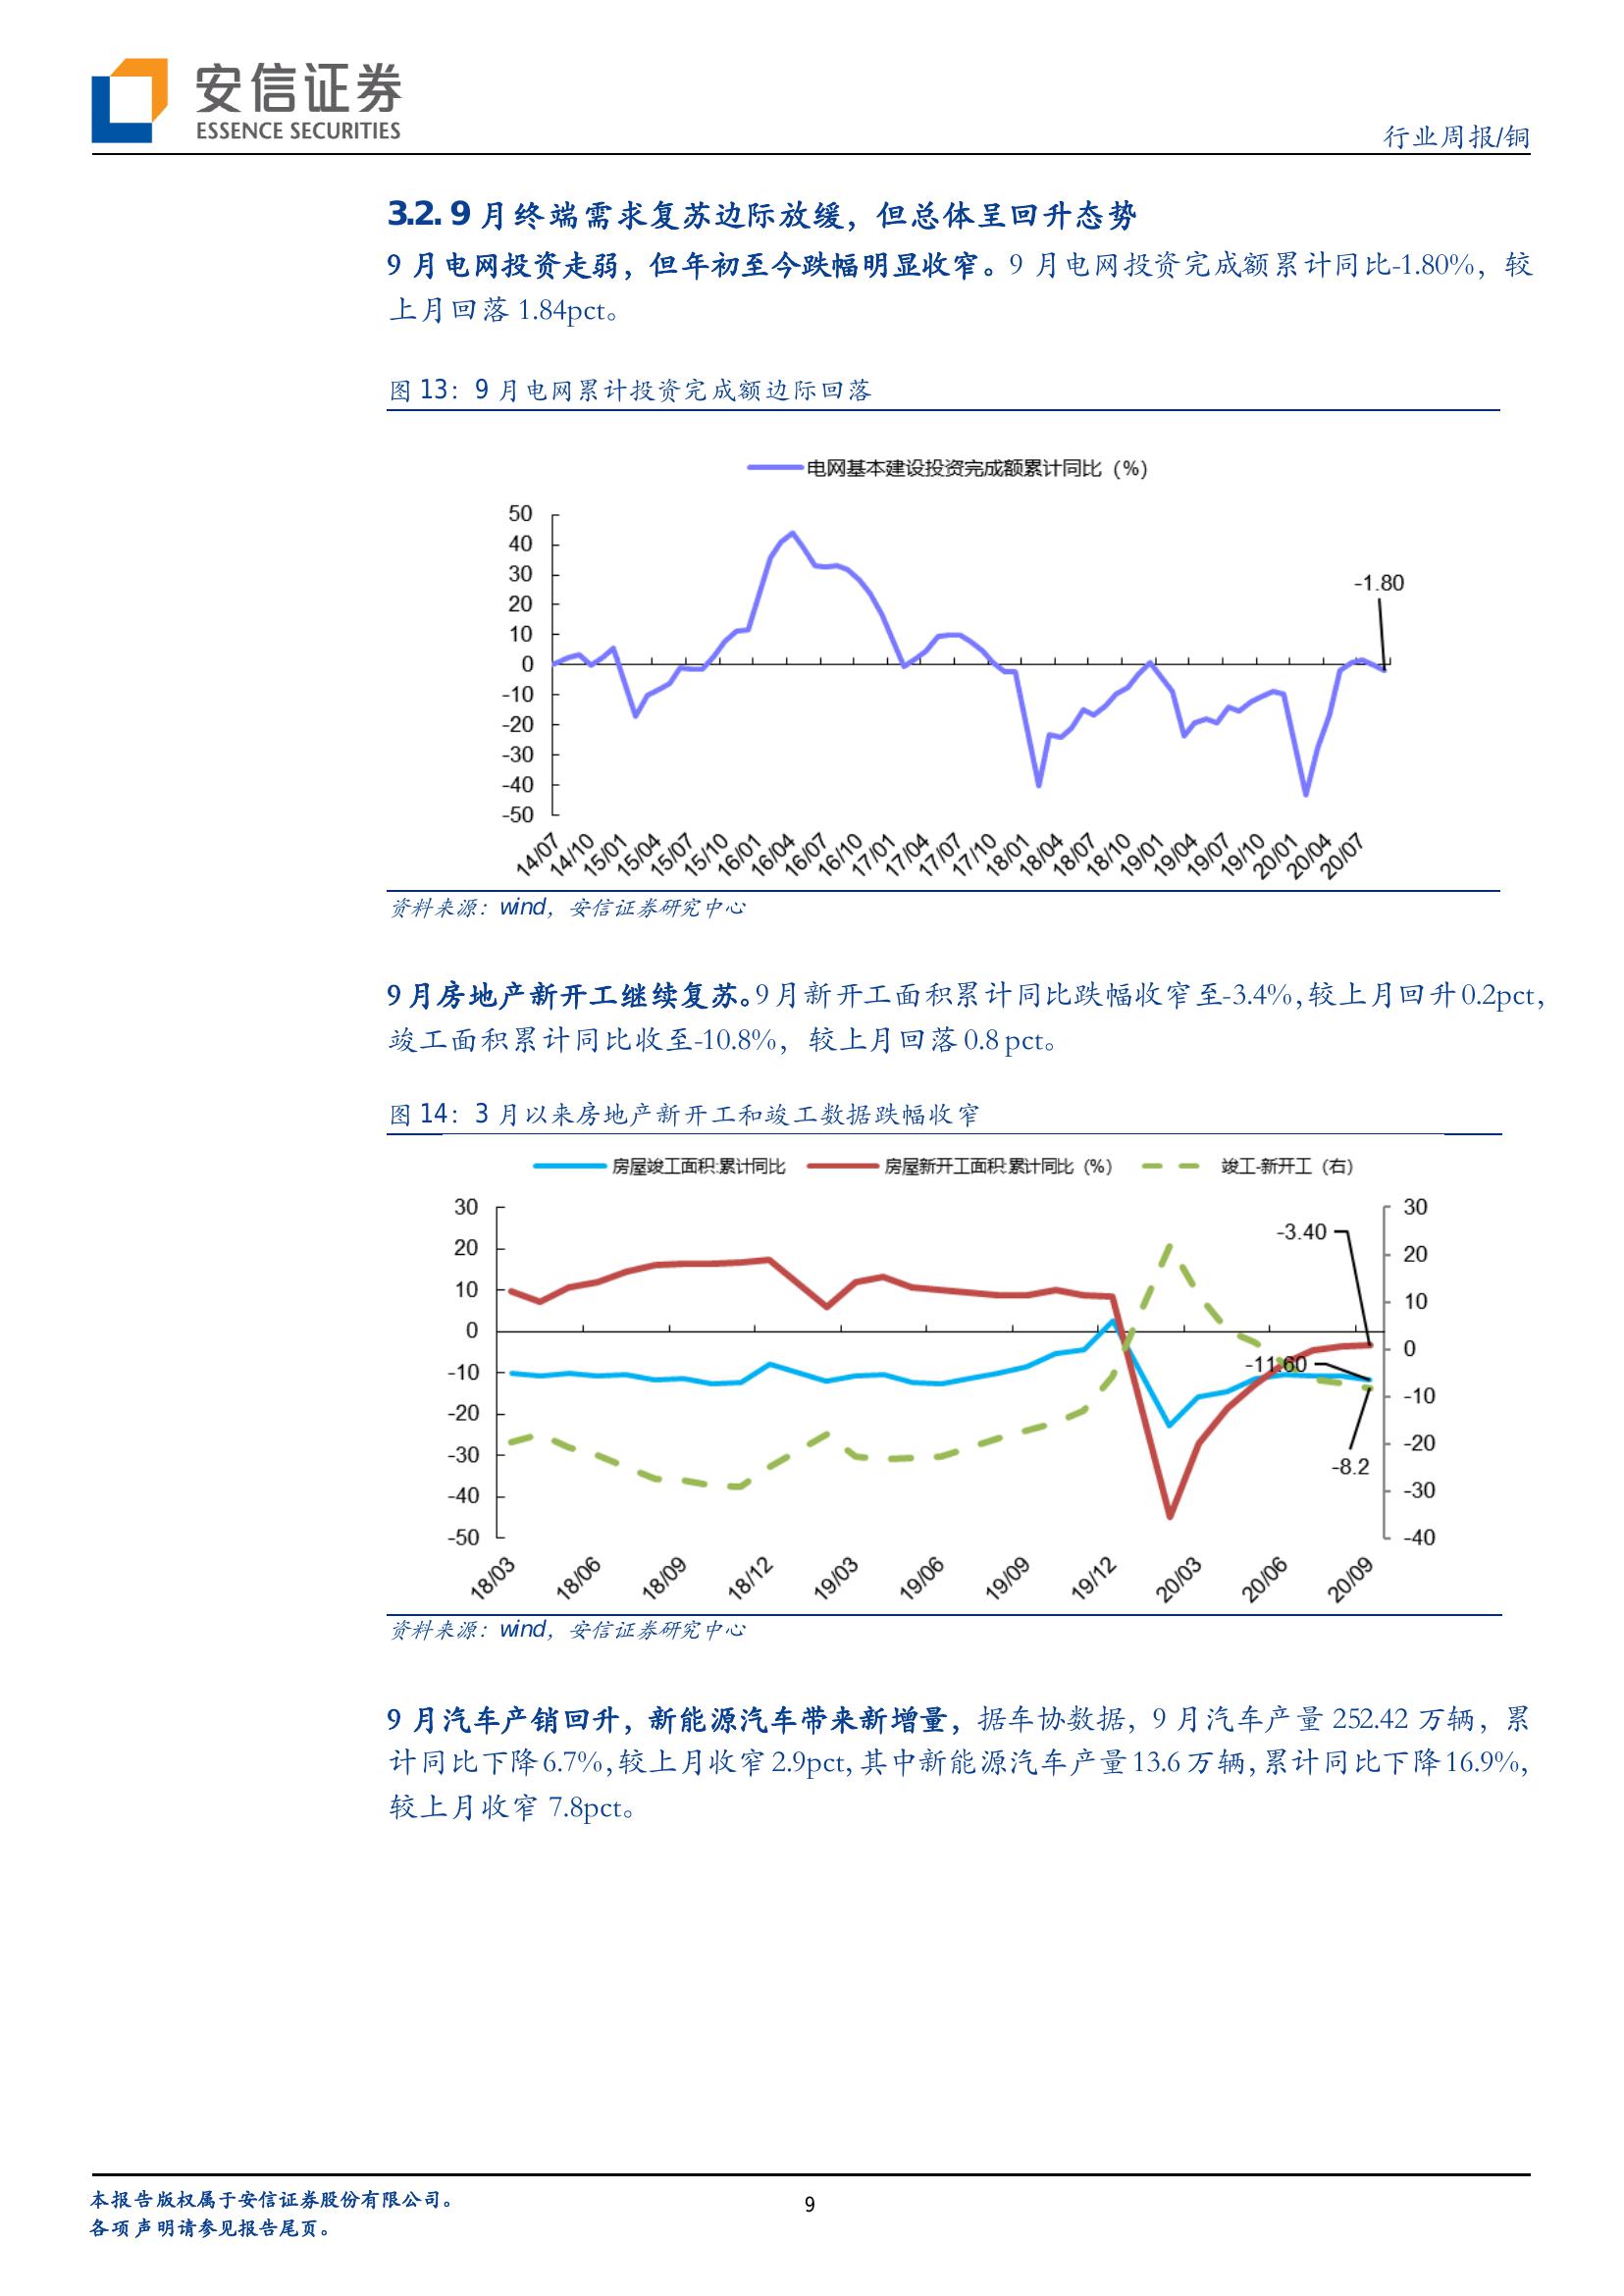 安信证券
ESSENCE SECURITIES
行业周报/铜
3.2. 9 月终端需求复苏边际放缓，但总体呈回升态势
9 月电网投资走弱，但年初至今跌幅明显收窄。9 月电网投资完成额累计同比-1.80%，较
上月回落 1.84pct。
图 13：9 月电网累计投资完成额边际回落
电网基本建设投资完成额累计同比（%）
50
40
30
20
10
0
-10
-20
-30
-40
-50
-1.80
14/07 14/10 15/01 15/04 15/07 15/10 16/01 16/04 16/07 16/10 17/01 17/04 17/07 17/10 18/01 18/04 18/07 18/10 19/01 19/04 19/07 19/10 20/01 20/04 20/07
资料来源：wind，安信证券研究中心
9 月房地产新开工继续复苏。9 月新开工面积累计同比跌幅收窄至-3.4%，较上月回升 0.2pct，
竣工面积累计同比收至-10.8%，较上月回落 0.8 pct。
图 14：3 月以来房地产新开工和竣工数据跌幅收窄
房屋竣工面积:累计同比 房屋新开工面积:累计同比（%） 竣工-新开工（右）
30
20
10
0
-10
-20
-30
-40
-50
-3.40
-11.60
-8.2
30
20
10
0
-10
-20
-30
-40
18/03 18/06 18/09 18/12 19/03 19/06 19/09 19/12 20/03 20/06 20/09
资料来源：wind，安信证券研究中心
9 月汽车产销回升，新能源汽车带来新增量，据车协数据，9 月汽车产量 252.42 万辆，累
计同比下降 6.7%，较上月收窄 2.9pct，其中新能源汽车产量 13.6 万辆，累计同比下降 16.9%，
较上月收窄 7.8pct。
本报告版权属于安信证券股份有限公司。
各项声明请参见报告尾页。
9